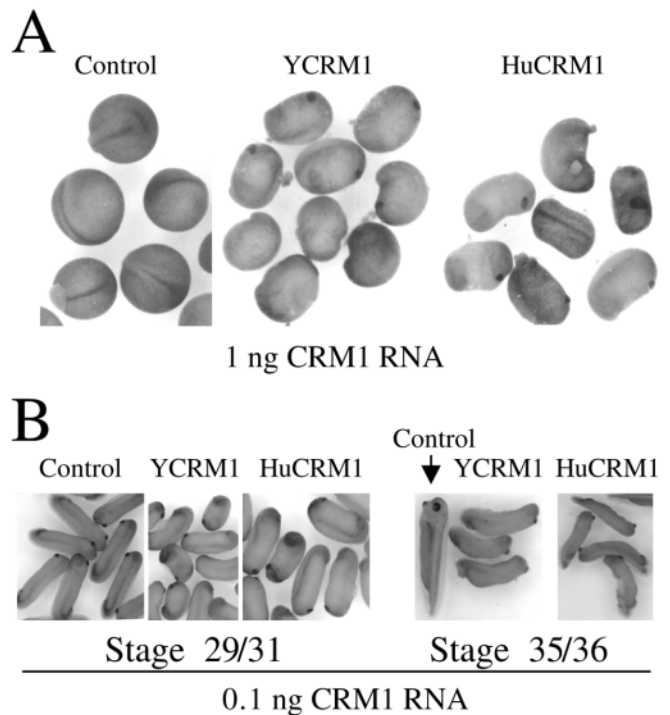 A
Control YCRM1 HuCRM1
1 ng CRM1 RNA
B
Control
Control YCRM1 HuCRM1 YCRM1 HuCRM1
Stage 29/31 Stage 35/36
0.1 ng CRM1 RNA